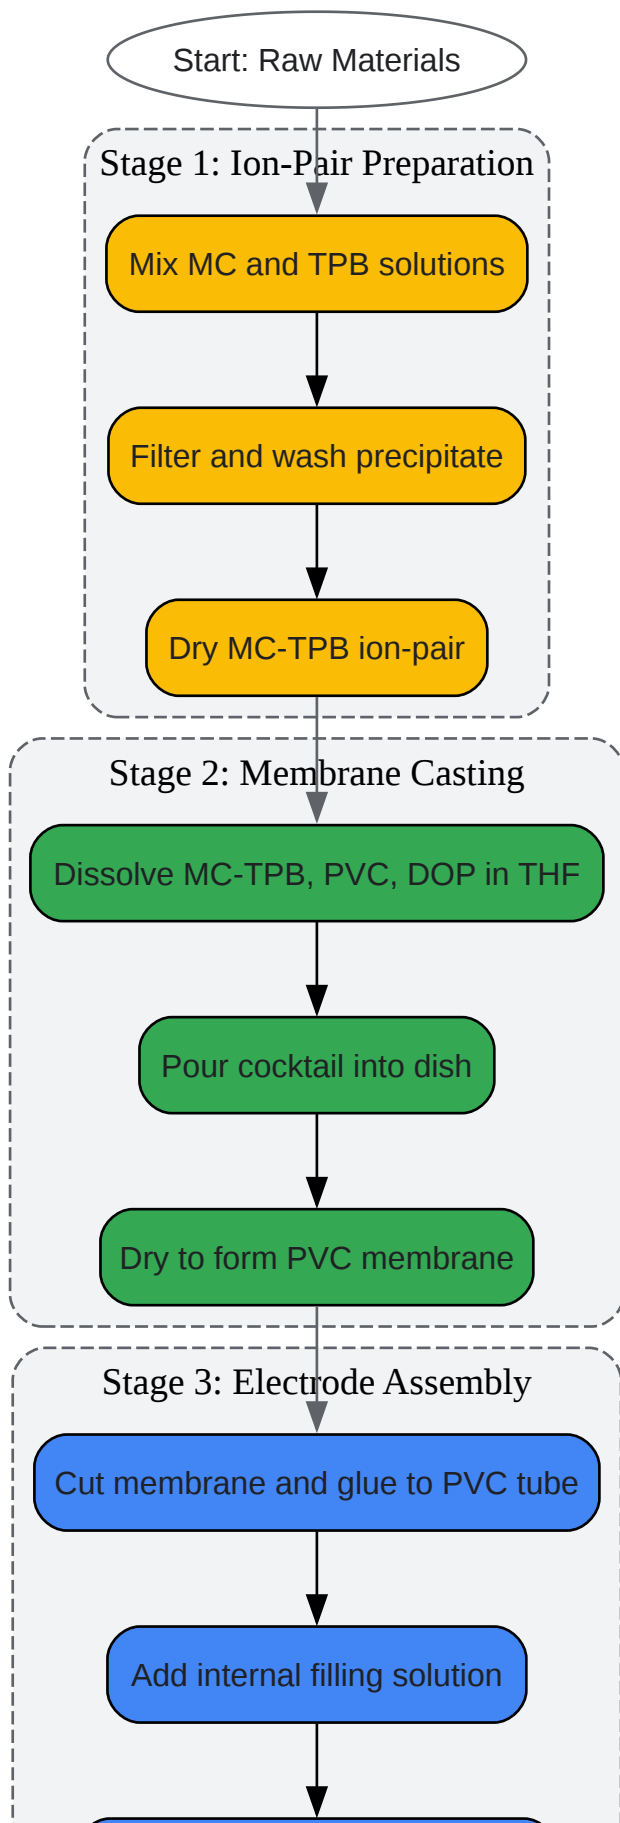 Start: Raw Materials
Stage 1: Ion-Pair Preparation
Mix MC and TPB solutions
Filter and wash precipitate
Dry MC-TPB ion-pair
Stage 2: Membrane Casting
Dissolve MC-TPB, PVC, DOP in THF
Pour cocktail into dish
Dry to form PVC membrane
Stage 3: Electrode Assembly
Cut membrane and glue to PVC tube
Add internal filling solution